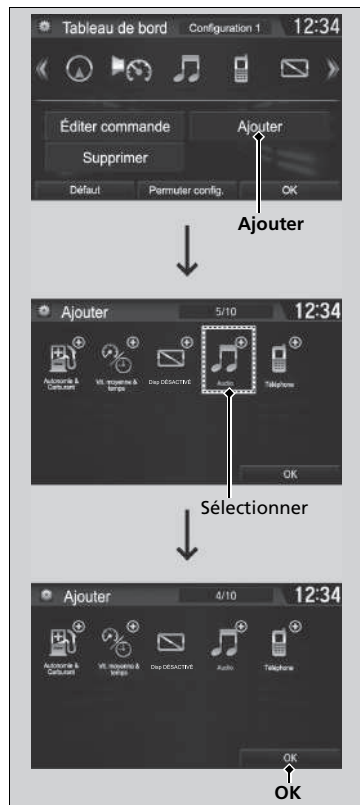 Tableau de bord Configuration 1 12:34
Éditer commande Ajouter
Supprimer
Défaut Permuter config. OK
Ajouter
Ajouter 5/10 12:34
Autonomie & Carburant
Vit. moyenne & temps
Disp DÉSACTIVÉ
Audio
Téléphone
OK
Sélectionner
Ajouter 4/10 12:34
Autonomie & Carburant
Vit. moyenne & temps
Disp DÉSACTIVÉ
Audio
Téléphone
OK
OK